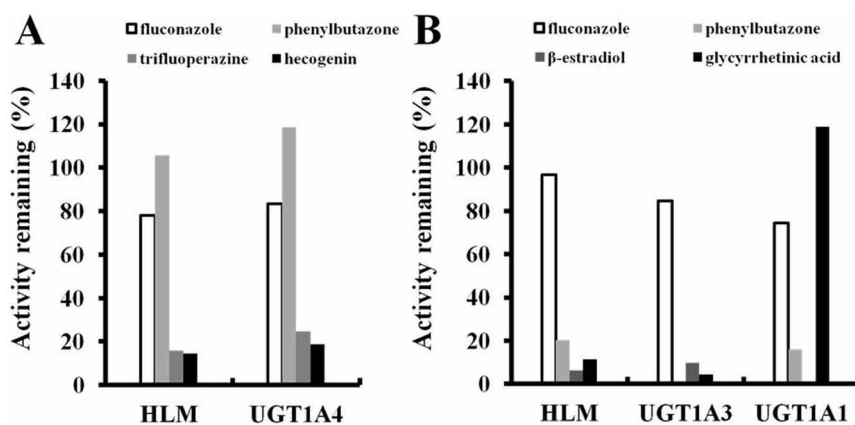 A
fluconazole phenylbutazone
trifluoperazine hecogenin
Activity remaining (%)
140
120
100
80
60
40
20
0
HLM UGT1A4
B
fluconazole phenylbutazone
β-estradiol glycyrrhetinic acid
Activity remaining (%)
140
120
100
80
60
40
20
0
HLM UGT1A3 UGT1A1